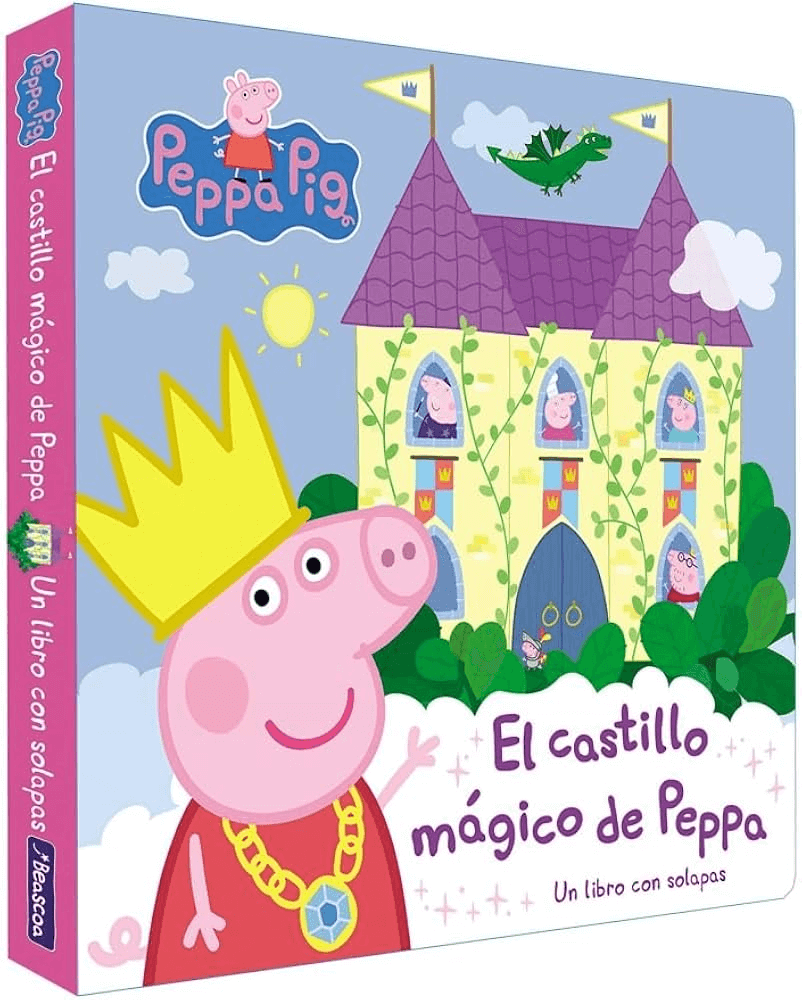 Peppa Pig
El castillo mágico de Peppa Un libro con solapas
Beascoa
Peppa Pig
El castillo
mágico de Peppa
Un libro con solapas